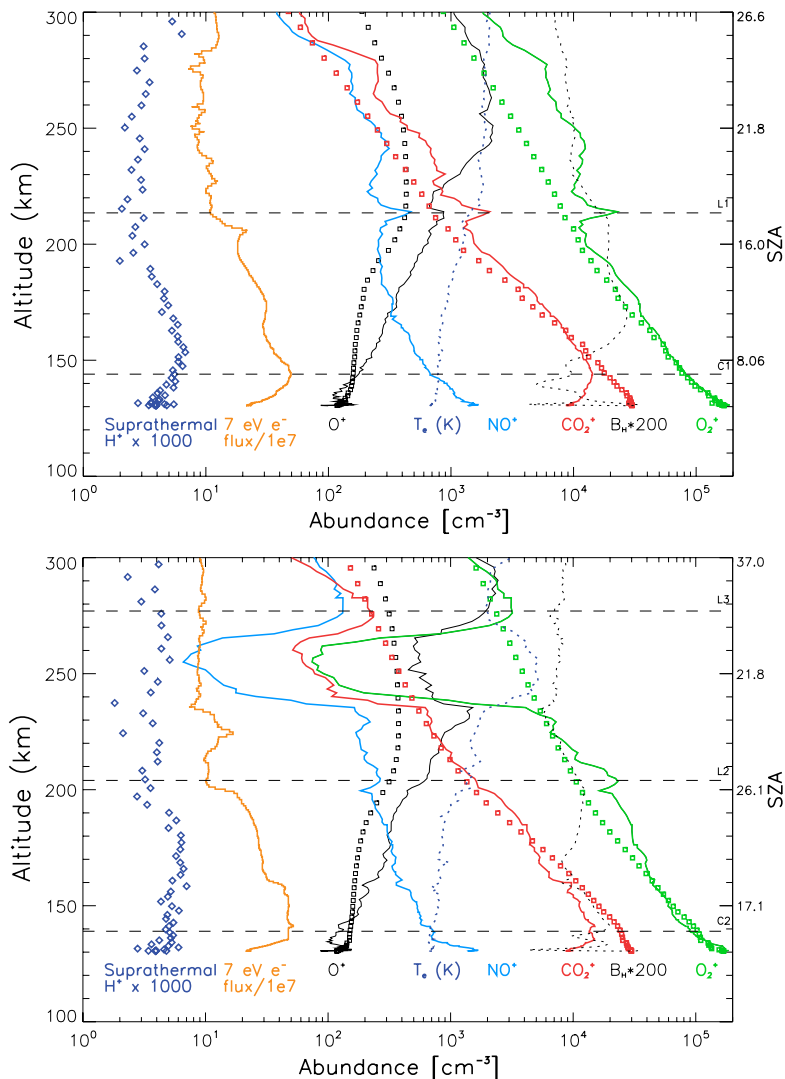 300
250
200
150
100
Altitude (km)
26.6
21.8
16.0
8.06
SZA
L1
C1
Suprathermal
H⁺ x 1000
7 eV e⁻
flux/1e7
O⁺
Tₑ (K)
NO⁺
CO₂⁺
B_H*200
O₂⁺
10⁰
10¹
10²
10³
10⁴
10⁵
Abundance [cm⁻³]
300
250
200
150
100
Altitude (km)
37.0
21.8
26.1
17.1
SZA
L3
L2
C2
Suprathermal
H⁺ x 1000
7 eV e⁻
flux/1e7
O⁺
Tₑ (K)
NO⁺
CO₂⁺
B_H*200
O₂⁺
10⁰
10¹
10²
10³
10⁴
10⁵
Abundance [cm⁻³]